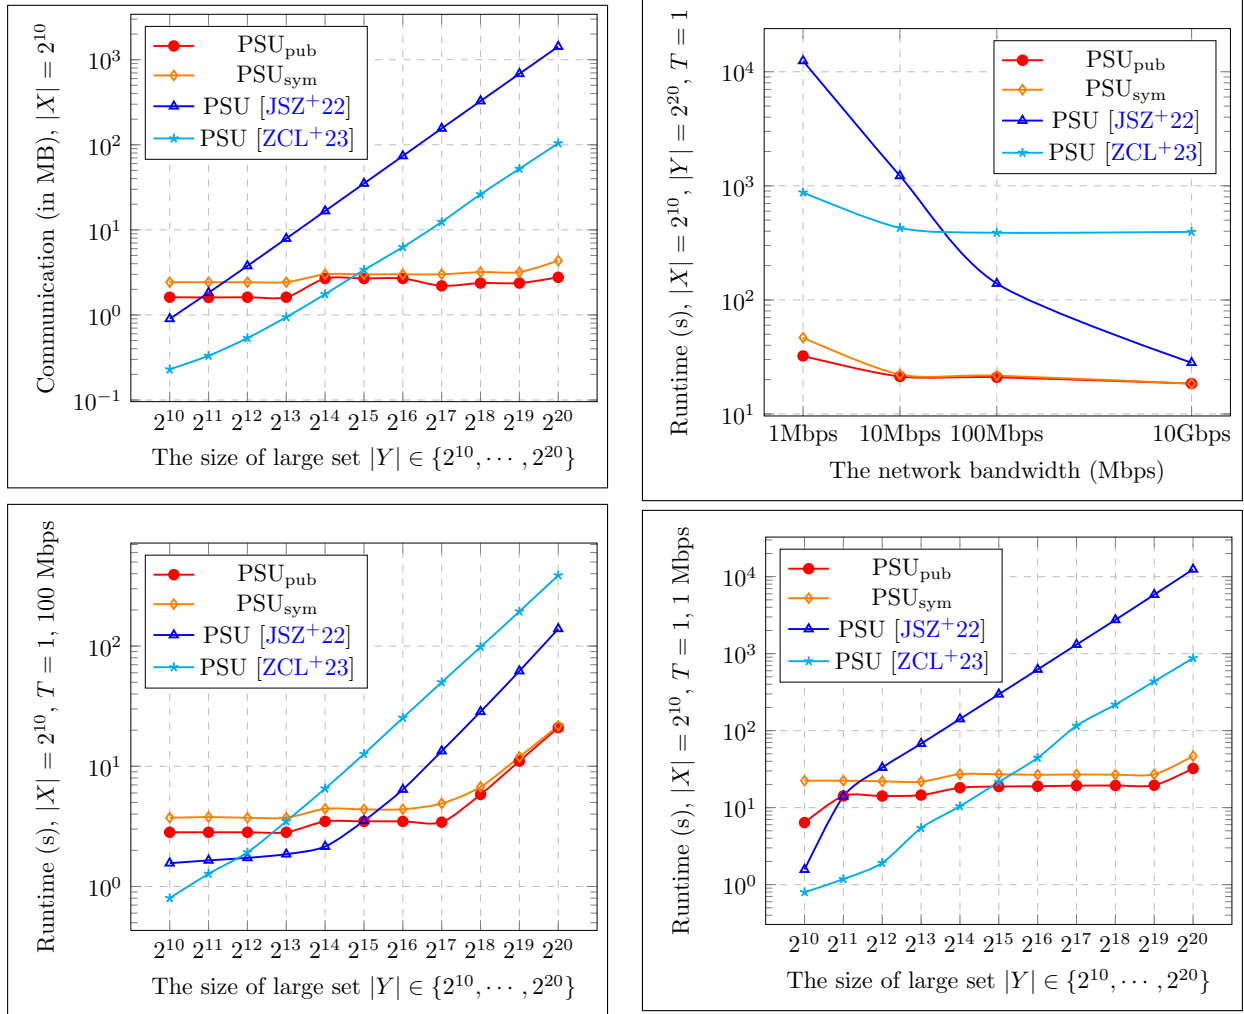 Communication (in MB), |X| = 2^10
10^3
10^2
10^1
10^0
10^−1
PSU_pub
PSU_sym
PSU [JSZ^+22]
PSU [ZCL^+23]
2^10 2^11 2^12 2^13 2^14 2^15 2^16 2^17 2^18 2^19 2^20
The size of large set |Y| ∈ {2^10, ⋯ , 2^20}
Runtime (s), |X| = 2^10, |Y| = 2^20, T = 1
10^4
10^3
10^2
10^1
PSU_pub
PSU_sym
PSU [JSZ^+22]
PSU [ZCL^+23]
1Mbps 10Mbps 100Mbps 10Gbps
The network bandwidth (Mbps)
Runtime (s), |X| = 2^10, T = 1, 100 Mbps
10^2
10^1
10^0
PSU_pub
PSU_sym
PSU [JSZ^+22]
PSU [ZCL^+23]
2^10 2^11 2^12 2^13 2^14 2^15 2^16 2^17 2^18 2^19 2^20
The size of large set |Y| ∈ {2^10, ⋯ , 2^20}
Runtime (s), |X| = 2^10, T = 1, 1 Mbps
10^4
10^3
10^2
10^1
10^0
PSU_pub
PSU_sym
PSU [JSZ^+22]
PSU [ZCL^+23]
2^10 2^11 2^12 2^13 2^14 2^15 2^16 2^17 2^18 2^19 2^20
The size of large set |Y| ∈ {2^10, ⋯ , 2^20}